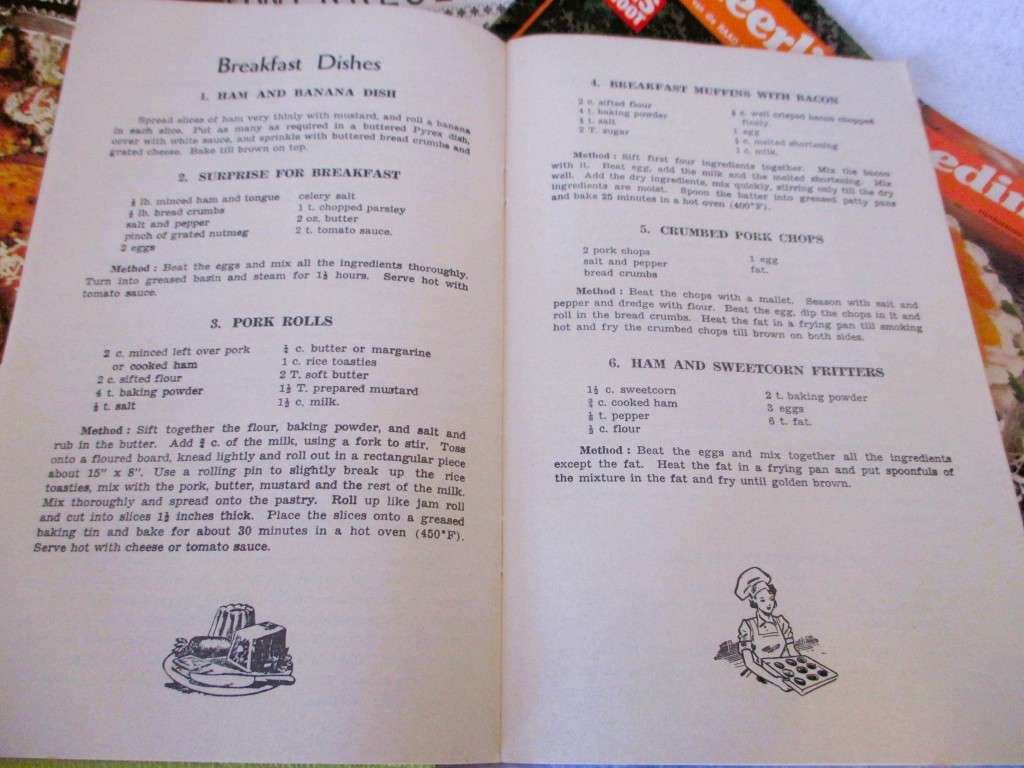 S
OOT
eerli
van de HAAR
edin
Breakfast Dishes
1. HAM AND BANANA DISH
Spread slices of ham very thinly with mustard, and roll a banana
in each slice. Put as many as required in a buttered Pyrex dish,
cover with white sauce, and sprinkle with buttered bread crumbs and
grated cheese. Bake till brown on top.
2. SURPRISE FOR BREAKFAST
lb. minced ham and tongue
lb. bread crumbs
salt and pepper
pinch of grated nutmeg
2 eggs
celery salt
1 t. chopped parsley
2 oz. butter
2 t. tomato sauce.
Method : Beat the eggs and mix all the ingredients thoroughly.
Turn into greased basin and steam for 1½ hours. Serve hot with
tomato sauce.
3. PORK ROLLS
2 c. minced left over pork
or cooked ham
2 c. sifted flour
4 t. baking powder
½ t. salt
¼ c. butter or margarine
1 c. rice toasties
2 T. soft butter
1½ T. prepared mustard
1½ c. milk.
Method : Sift together the flour, baking powder, and salt and
rub in the butter. Add ¾ c. of the milk, using a fork to stir. Toss
onto a floured board, knead lightly and roll out in a rectangular piece
about 15" x 8". Use a rolling pin to slightly break up the rice
toasties, mix with the pork, butter, mustard and the rest of the milk.
Mix thoroughly and spread onto the pastry. Roll up like jam roll
and cut into slices 1½ inches thick. Place the slices onto a greased
baking tin and bake for about 30 minutes in a hot oven (450°F).
Serve hot with cheese or tomato sauce.
4. BREAKFAST MUFFINS WITH BACON
2 c. sifted flour
4 t. baking powder
t. salt
2 T. sugar
c. well crisped bacon chopped
finely
1 egg
c. melted shortening
1 c. milk.
Method : Sift first four ingredients together. Mix the bacon
with it. Beat egg, add the milk and the melted shortening. Mix
well. Add the dry ingredients, mix quickly, stirring only till the dry
ingredients are moist. Spoon the batter into greased patty pans
and bake 25 minutes in a hot oven (400°F).
5. CRUMBED PORK CHOPS
2 pork chops
salt and pepper
bread crumbs
1 egg
fat.
Method : Beat the chops with a mallet. Season with salt and
pepper and dredge with flour. Beat the egg, dip the chops in it and
roll in the bread crumbs. Heat the fat in a frying pan till smoking
hot and fry the crumbed chops till brown on both sides.
6. HAM AND SWEETCORN FRITTERS
1½ c. sweetcorn
¾ c. cooked ham
t. pepper
c. flour
2 t. baking powder
3 eggs
6 t. fat.
Method : Beat the eggs and mix together all the ingredients
except the fat. Heat the fat in a frying pan and put spoonfuls of
the mixture in the fat and fry until golden brown.